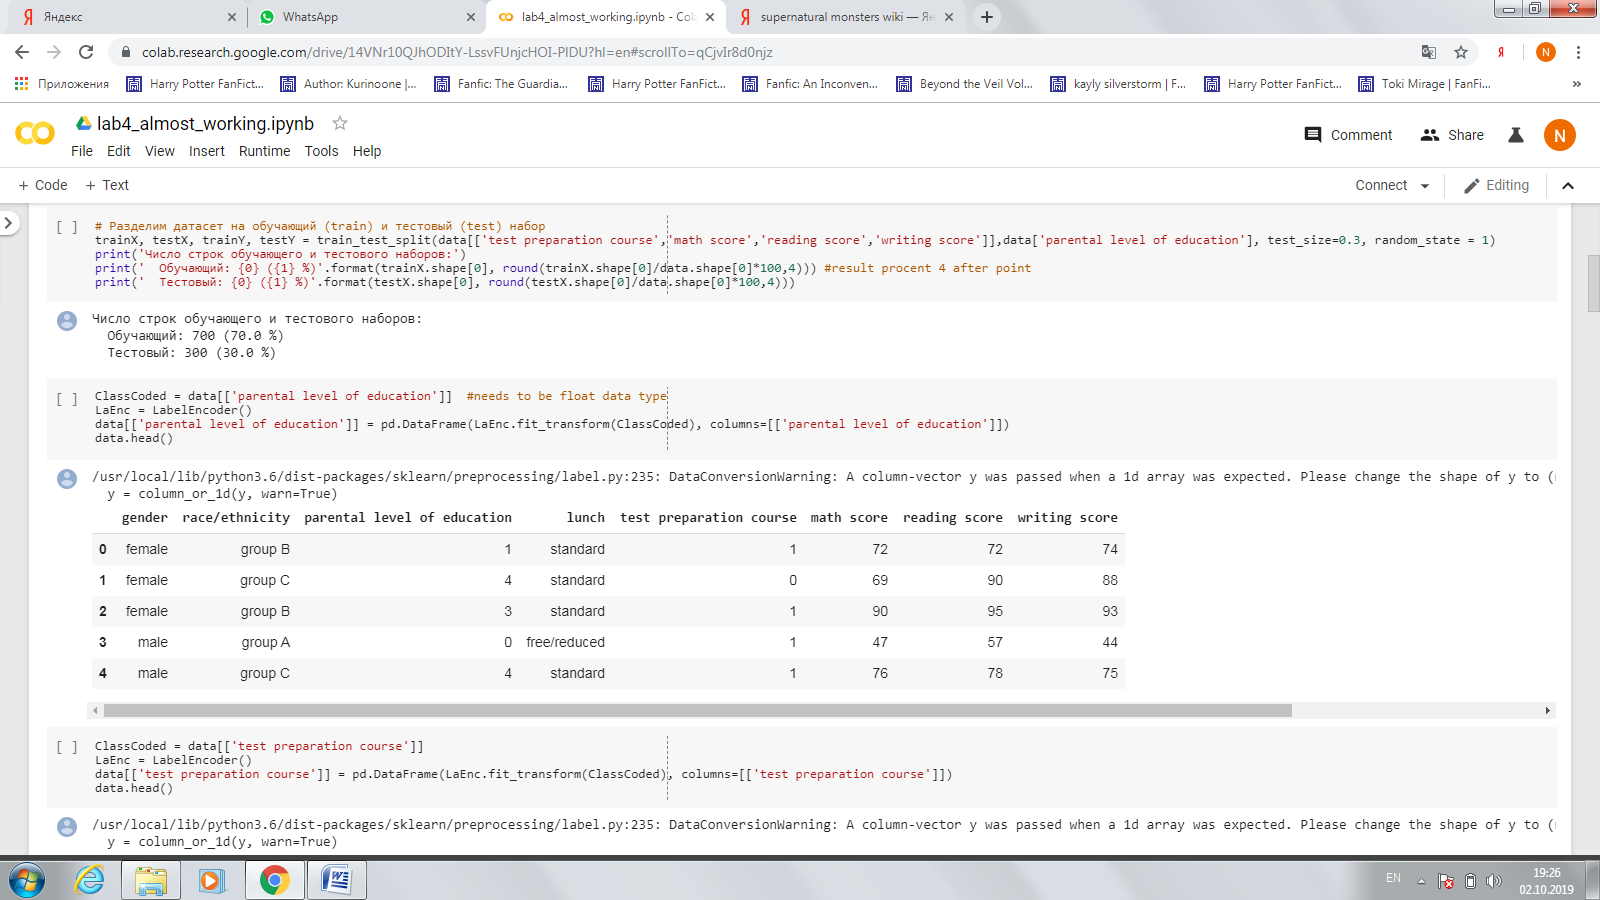 Яндекс
WhatsApp
lab4_almost_working.ipynb - Cola
supernatural monsters wiki — Ян
colab.research.google.com/drive/14VNr10QJhODItY-LssvFUnjcHOI-PIDU?hl=en#scrollTo=qCjvIr8d0njz
Приложения
Harry Potter FanFict...
Author: Kurinoone |...
Fanfic: The Guardia...
Harry Potter FanFict...
Fanfic: An Inconven...
Beyond the Veil Vol...
kayly silverstorm | F...
Harry Potter FanFict...
Toki Mirage | FanFi...
»
lab4_almost_working.ipynb
Comment
Share
N
File Edit View Insert Runtime Tools Help
+ Code + Text
Connect
Editing
[ ] # Разделим датасет на обучающий (train) и тестовый (test) набор
trainX, testX, trainY, testY = train_test_split(data[['test preparation course','math score','reading score','writing score']],data['parental level of education'], test_size=0.3, random_state = 1)
print('Число строк обучающего и тестового наборов:')
print('  Обучающий: {0} ({1} %)'.format(trainX.shape[0], round(trainX.shape[0]/data.shape[0]*100,4))) #result procent 4 after point
print('  Тестовый: {0} ({1} %)'.format(testX.shape[0], round(testX.shape[0]/data.shape[0]*100,4)))
Число строк обучающего и тестового наборов:
Обучающий: 700 (70.0 %)
Тестовый: 300 (30.0 %)
[ ] ClassCoded = data[['parental level of education']]  #needs to be float data type
LaEnc = LabelEncoder()
data[['parental level of education']] = pd.DataFrame(LaEnc.fit_transform(ClassCoded), columns=[['parental level of education']])
data.head()
/usr/local/lib/python3.6/dist-packages/sklearn/preprocessing/label.py:235: DataConversionWarning: A column-vector y was passed when a 1d array was expected. Please change the shape of y to (
y = column_or_1d(y, warn=True)
gender race/ethnicity parental level of education lunch test preparation course math score reading score writing score
0 female group B 1 standard 1 72 72 74
1 female group C 4 standard 0 69 90 88
2 female group B 3 standard 1 90 95 93
3 male group A 0 free/reduced 1 47 57 44
4 male group C 4 standard 1 76 78 75
[ ] ClassCoded = data[['test preparation course']]
LaEnc = LabelEncoder()
data[['test preparation course']] = pd.DataFrame(LaEnc.fit_transform(ClassCoded), columns=[['test preparation course']])
data.head()
/usr/local/lib/python3.6/dist-packages/sklearn/preprocessing/label.py:235: DataConversionWarning: A column-vector y was passed when a 1d array was expected. Please change the shape of y to (
y = column_or_1d(y, warn=True)
EN
19:26
02.10.2019